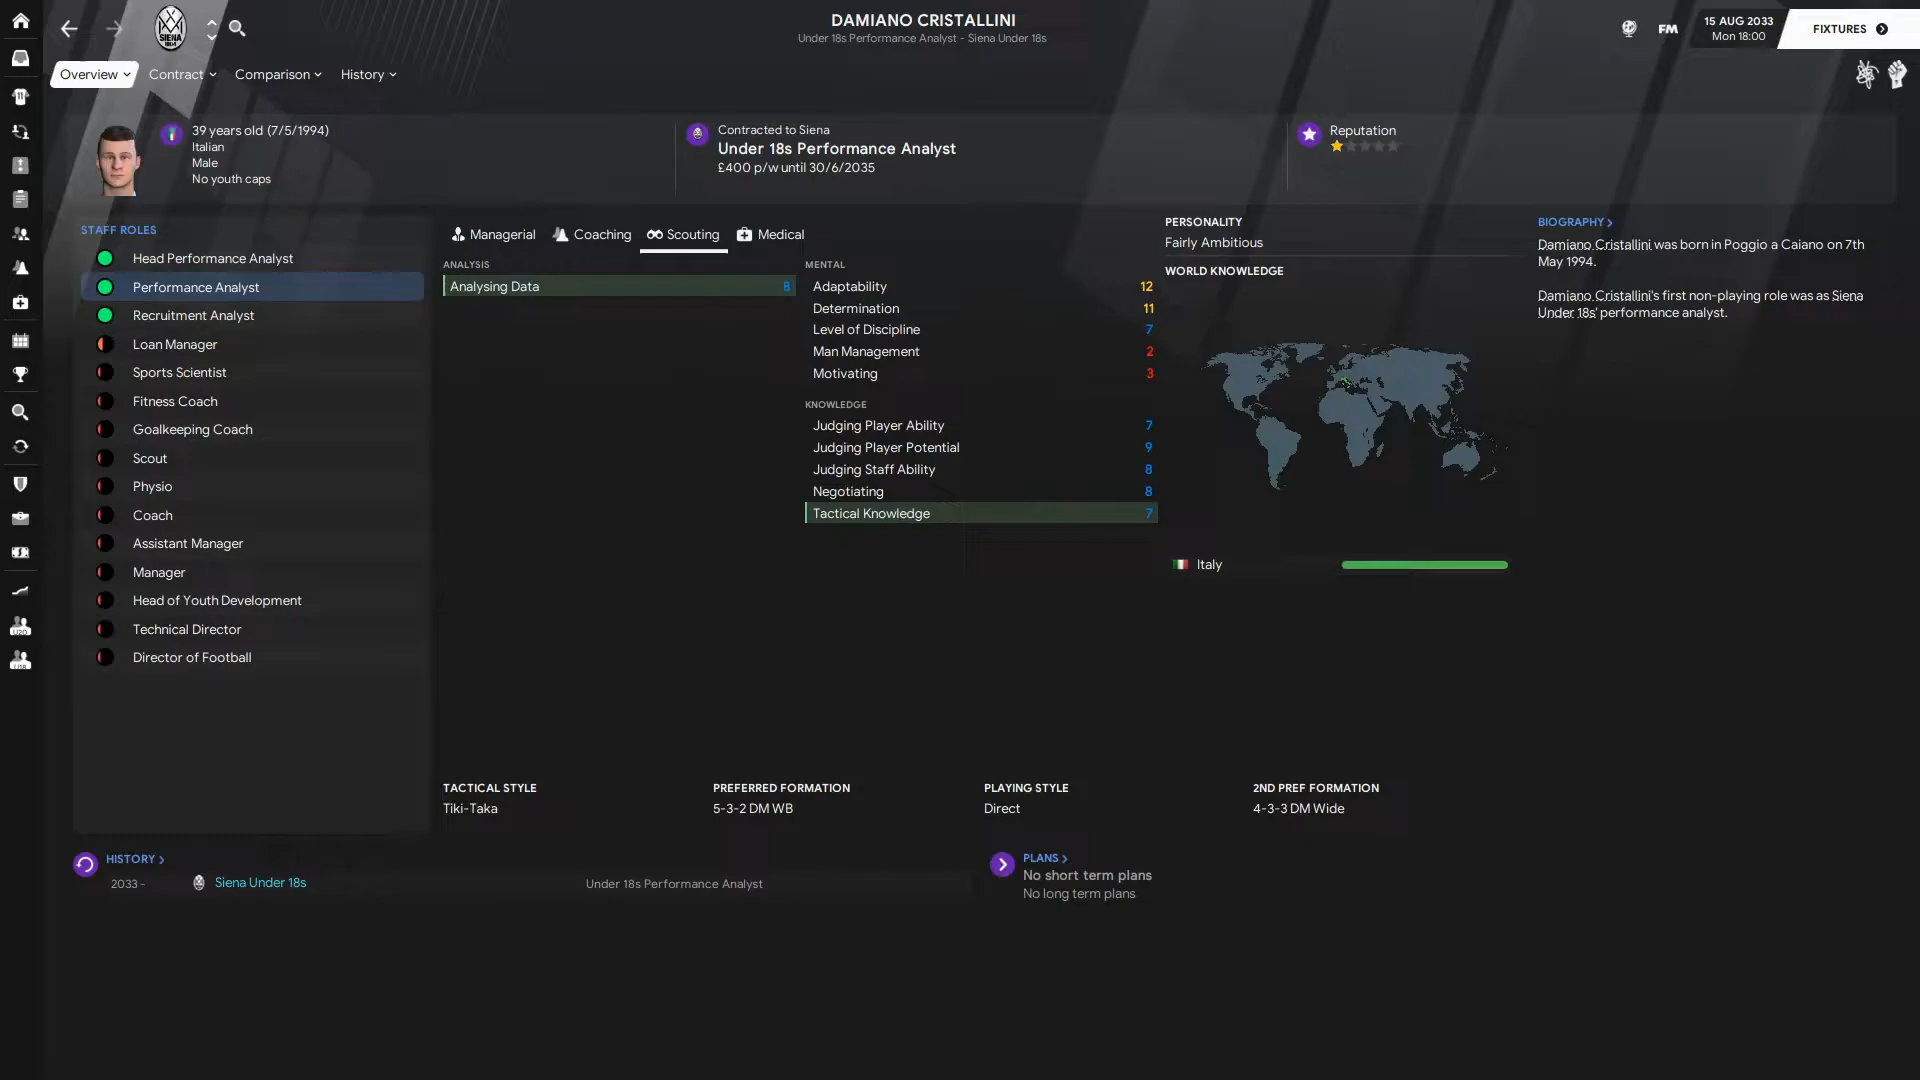 DAMIANO CRISTALLINI
Under 18s Performance Analyst - Siena Under 18s
SIENA
1904
FM
15 AUG 2033
Mon 18:00
FIXTURES
Overview
Contract
Comparison
History
39 years old (7/5/1994)
Italian
Male
No youth caps
Contracted to Siena
Under 18s Performance Analyst
£400 p/w until 30/6/2035
Reputation
STAFF ROLES
Head Performance Analyst
Performance Analyst
Recruitment Analyst
Loan Manager
Sports Scientist
Fitness Coach
Goalkeeping Coach
Scout
Physio
Coach
Assistant Manager
Manager
Head of Youth Development
Technical Director
Director of Football
Managerial
Coaching
Scouting
Medical
ANALYSIS
Analysing Data 8
MENTAL
Adaptability 12
Determination 11
Level of Discipline 7
Man Management 2
Motivating 3
KNOWLEDGE
Judging Player Ability 7
Judging Player Potential 9
Judging Staff Ability 8
Negotiating 8
Tactical Knowledge 7
PERSONALITY
Fairly Ambitious
WORLD KNOWLEDGE
Italy
BIOGRAPHY
Damiano Cristallini was born in Poggio a Caiano on 7th
May 1994.
Damiano Cristallini's first non-playing role was as Siena
Under 18s' performance analyst.
TACTICAL STYLE
Tiki-Taka
PREFERRED FORMATION
5-3-2 DM WB
PLAYING STYLE
Direct
2ND PREF FORMATION
4-3-3 DM Wide
HISTORY
2033 -
Siena Under 18s
Under 18s Performance Analyst
PLANS
No short term plans
No long term plans
11
U20
U18